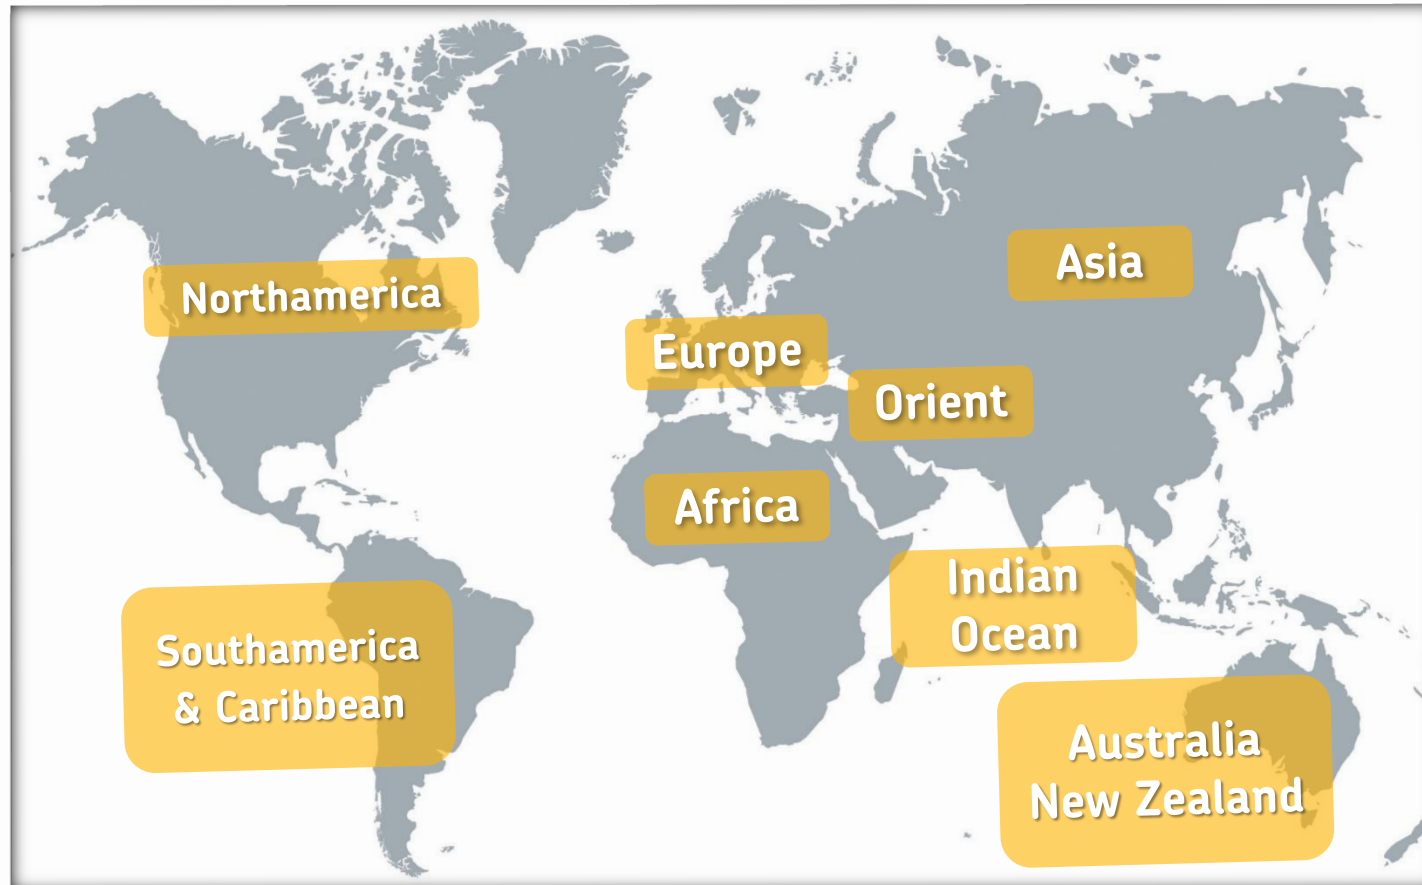 Northamerica
Asia
Europe
Orient
Africa
Indian
Ocean
Southamerica
& Caribbean
Australia
New Zealand